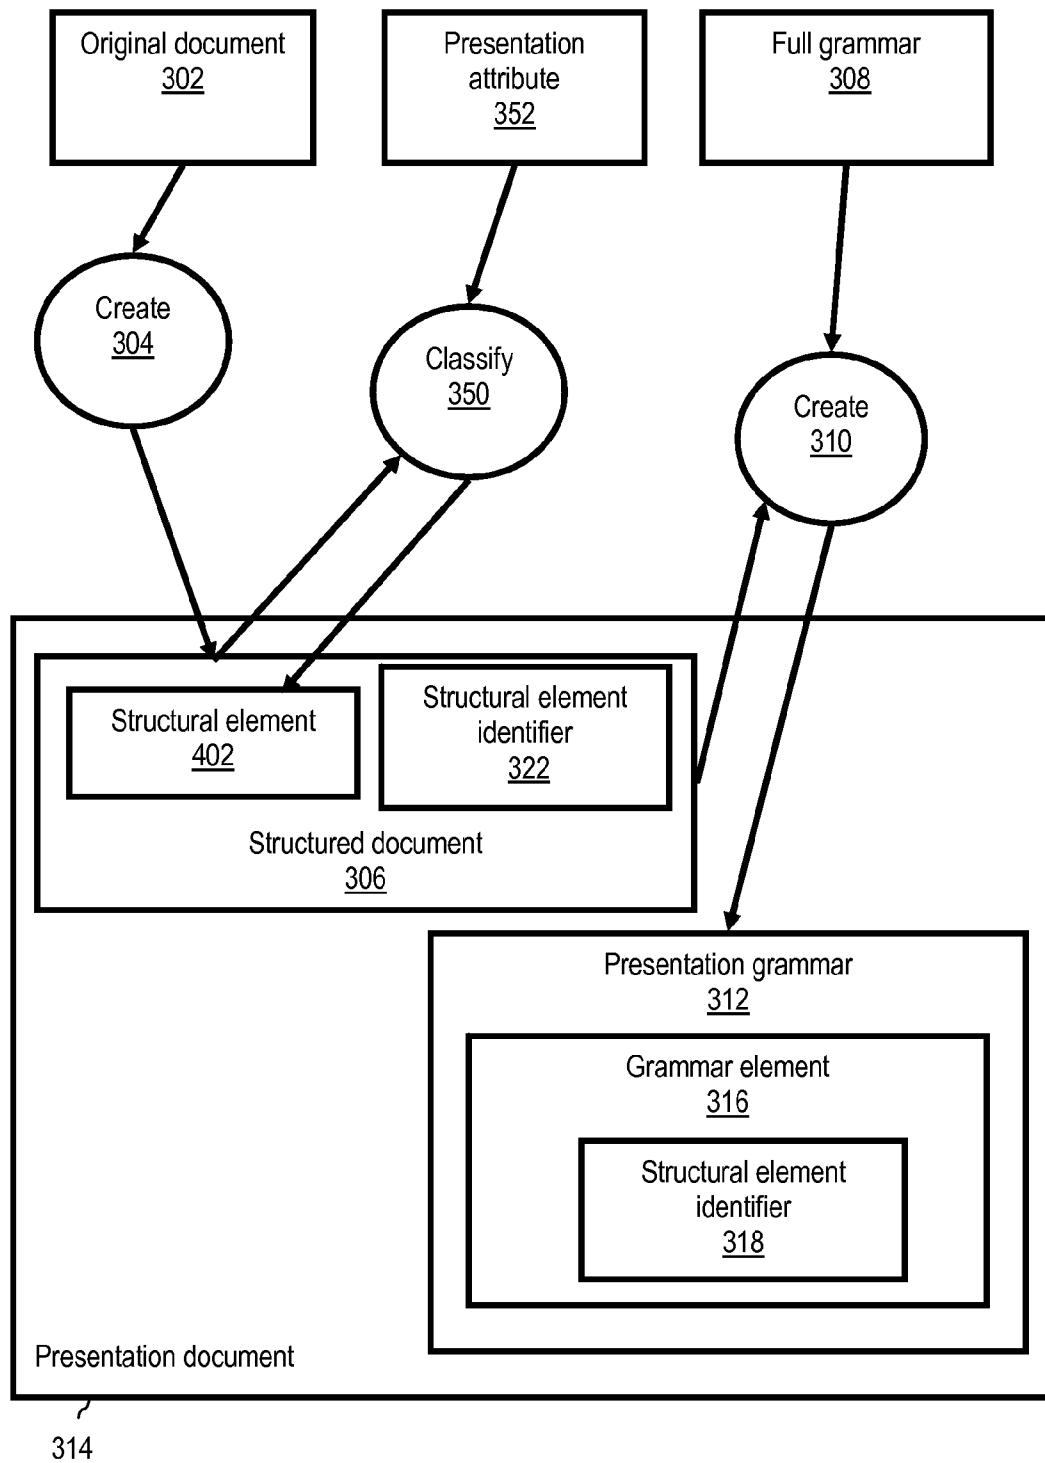 Original document
302
Presentation
attribute
352
Full grammar
308
Create
304
Classify
350
Create
310
Structural element
402
Structural element
identifier
322
Structured document
306
Presentation grammar
312
Grammar element
316
Structural element
identifier
318
Presentation document
314